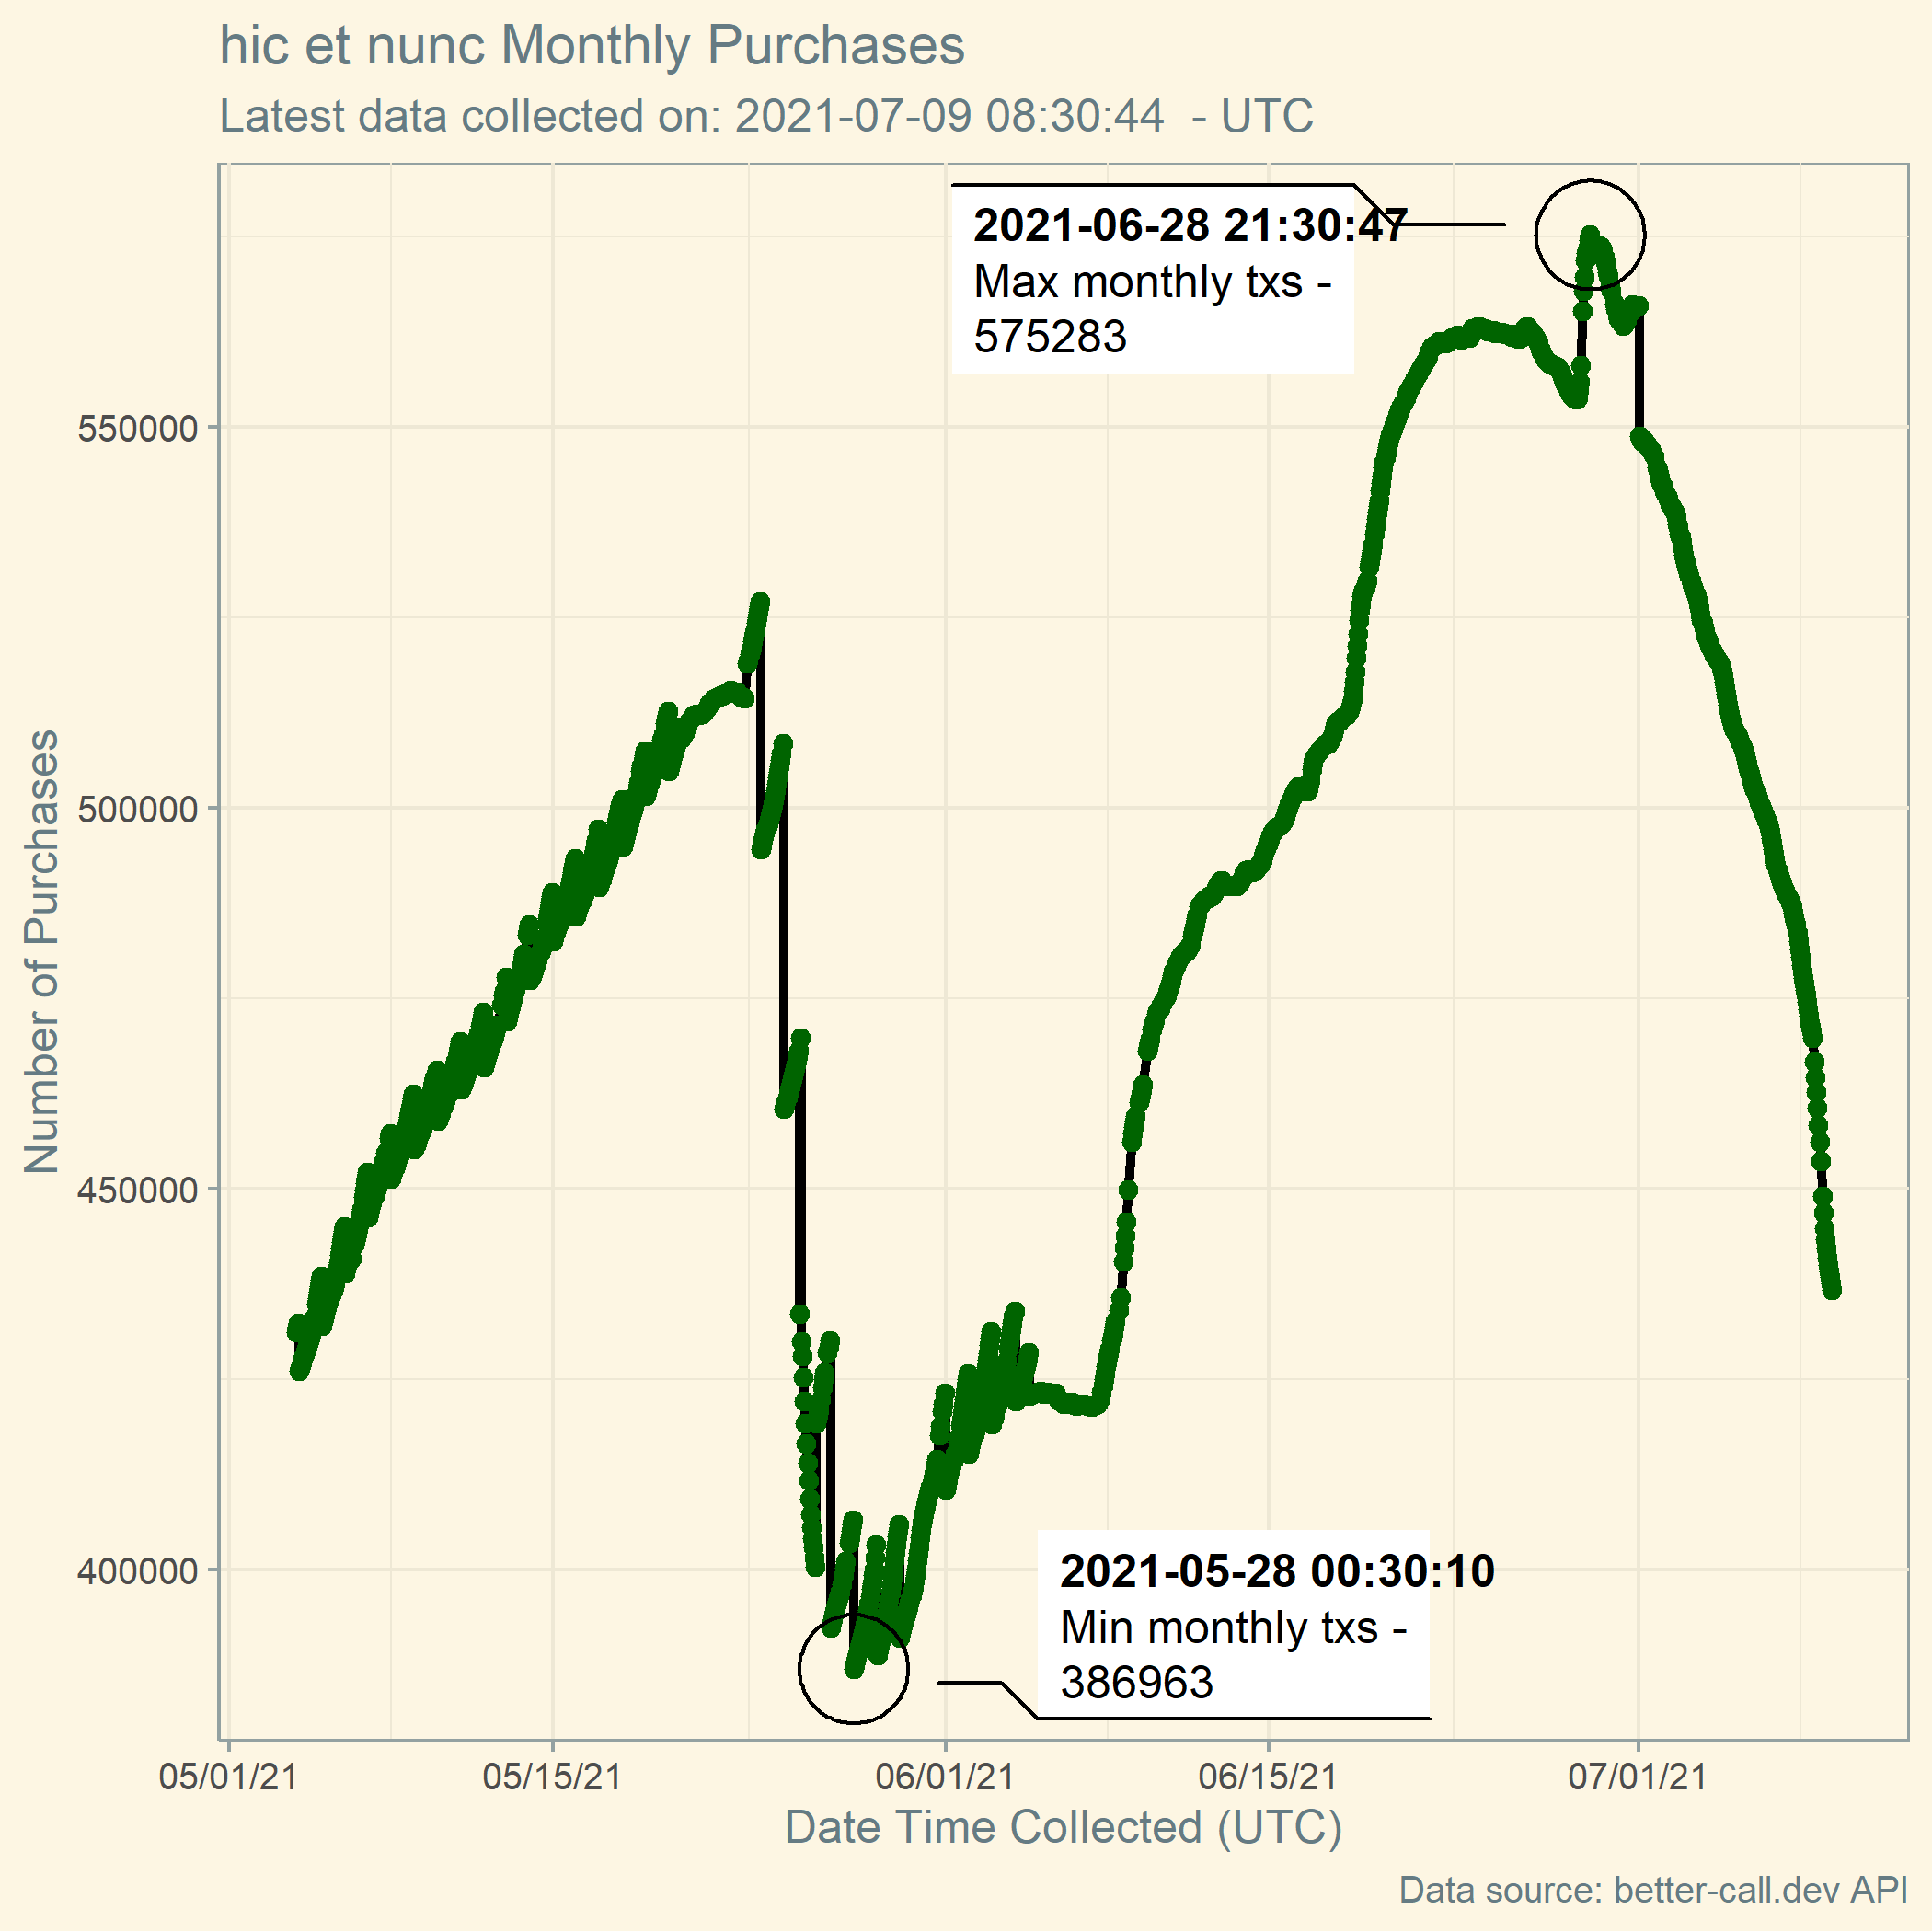 hic et nunc Monthly Purchases
Latest data collected on: 2021-07-09 08:30:44  - UTC
2021-06-28 21:30:47
Max monthly txs -
575283
550000
500000
450000
400000
Number of Purchases
2021-05-28 00:30:10
Min monthly txs -
386963
05/01/21 05/15/21 06/01/21 06/15/21 07/01/21
Date Time Collected (UTC)
Data source: better-call.dev API